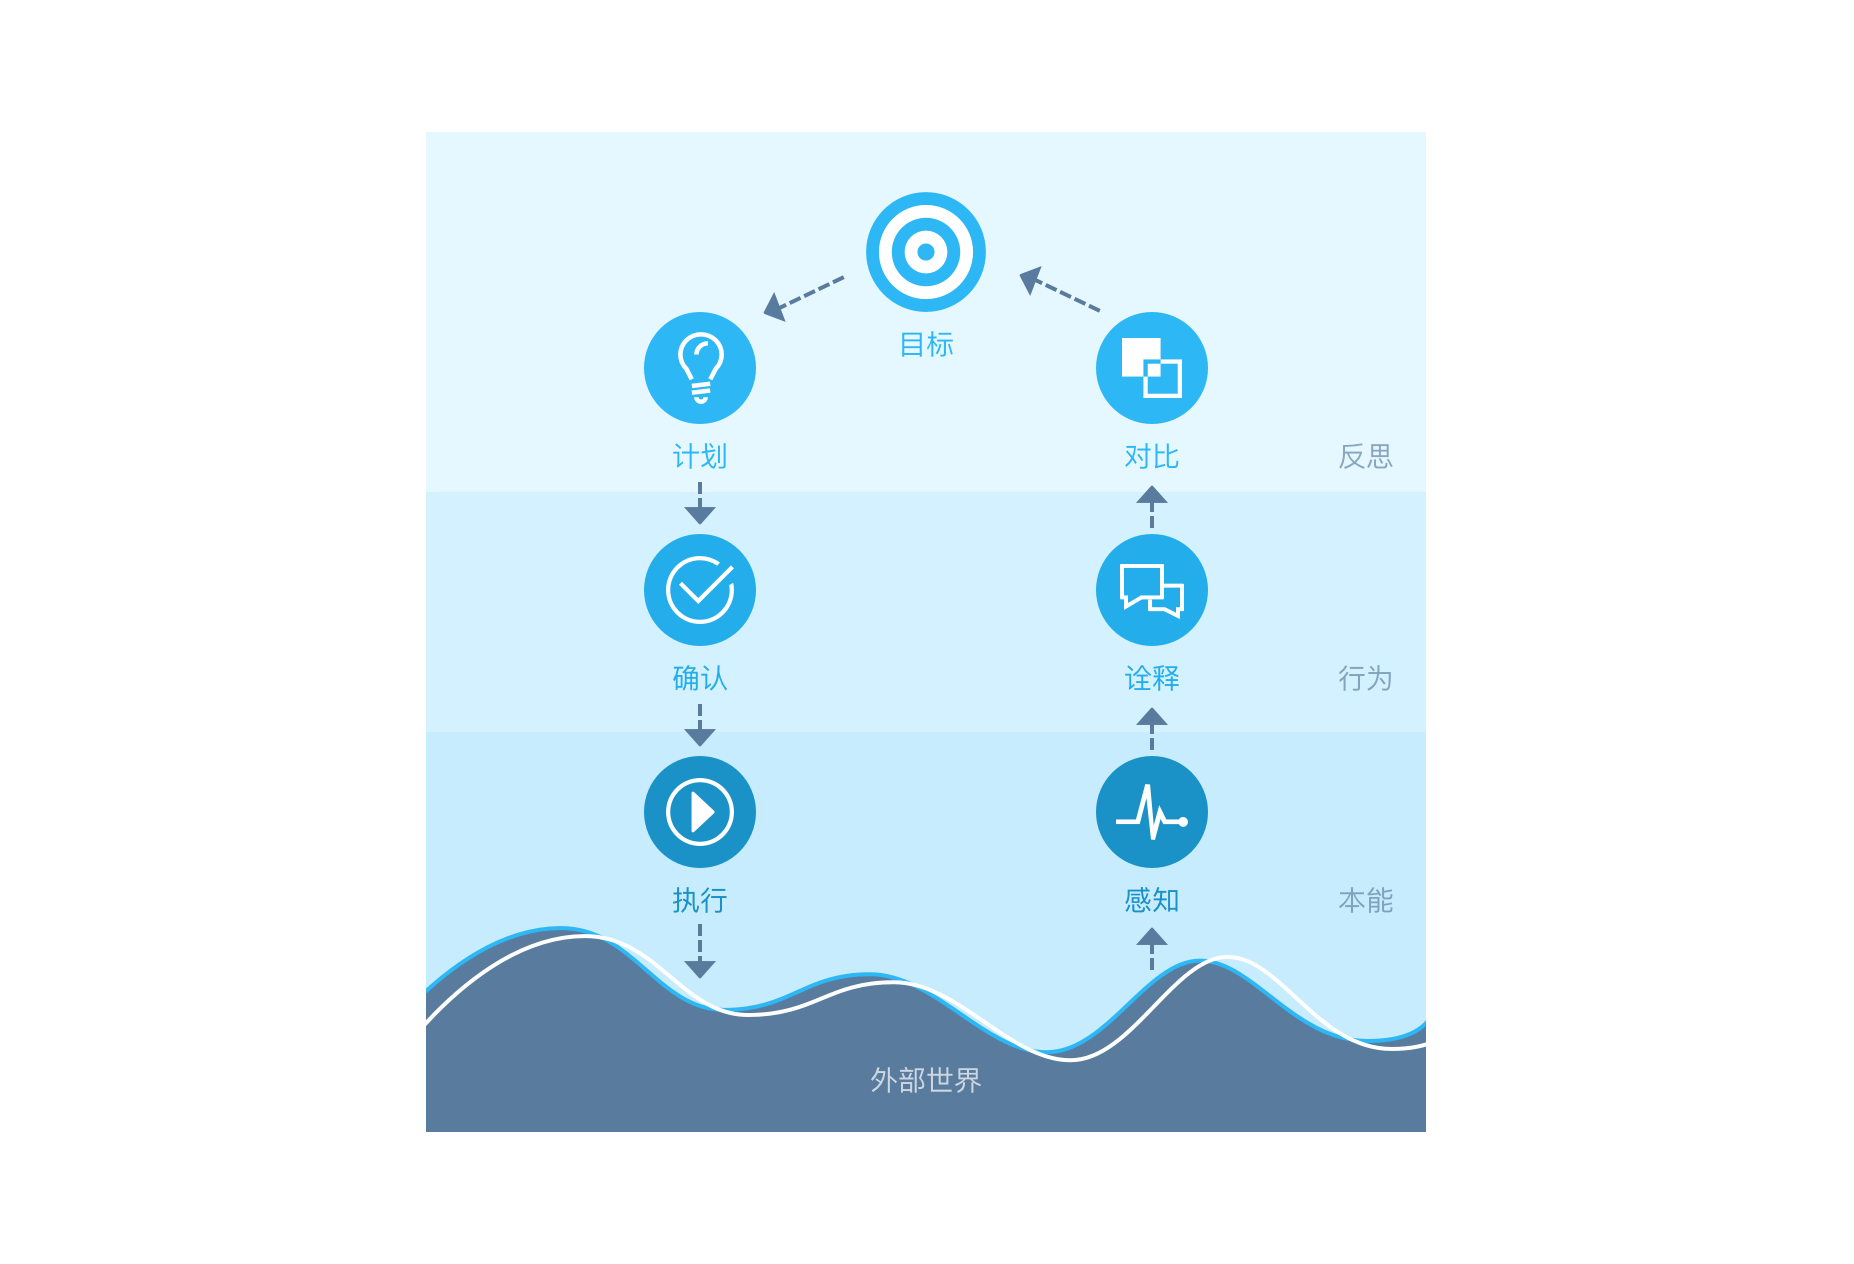 目标
计划
对比
反思
确认
诠释
行为
执行
感知
本能
外部世界